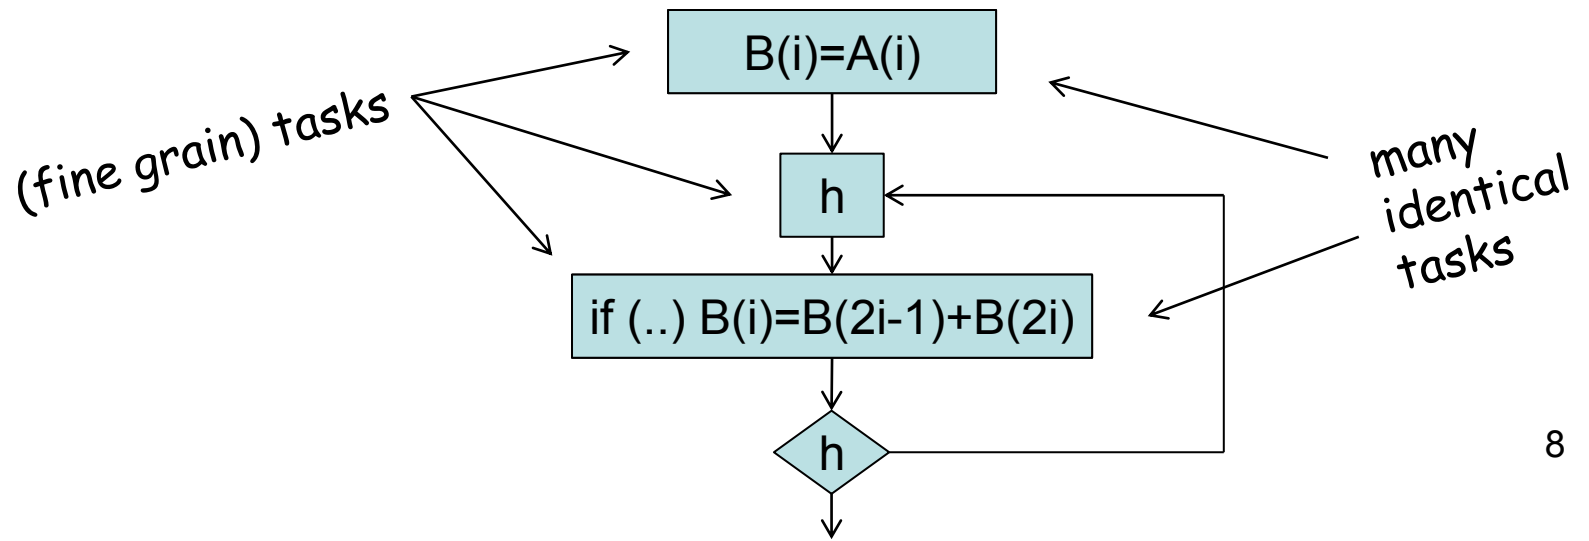 B(i)=A(i)
(fine grain) tasks
many
identical
tasks
h
if (..) B(i)=B(2i-1)+B(2i)
h
8